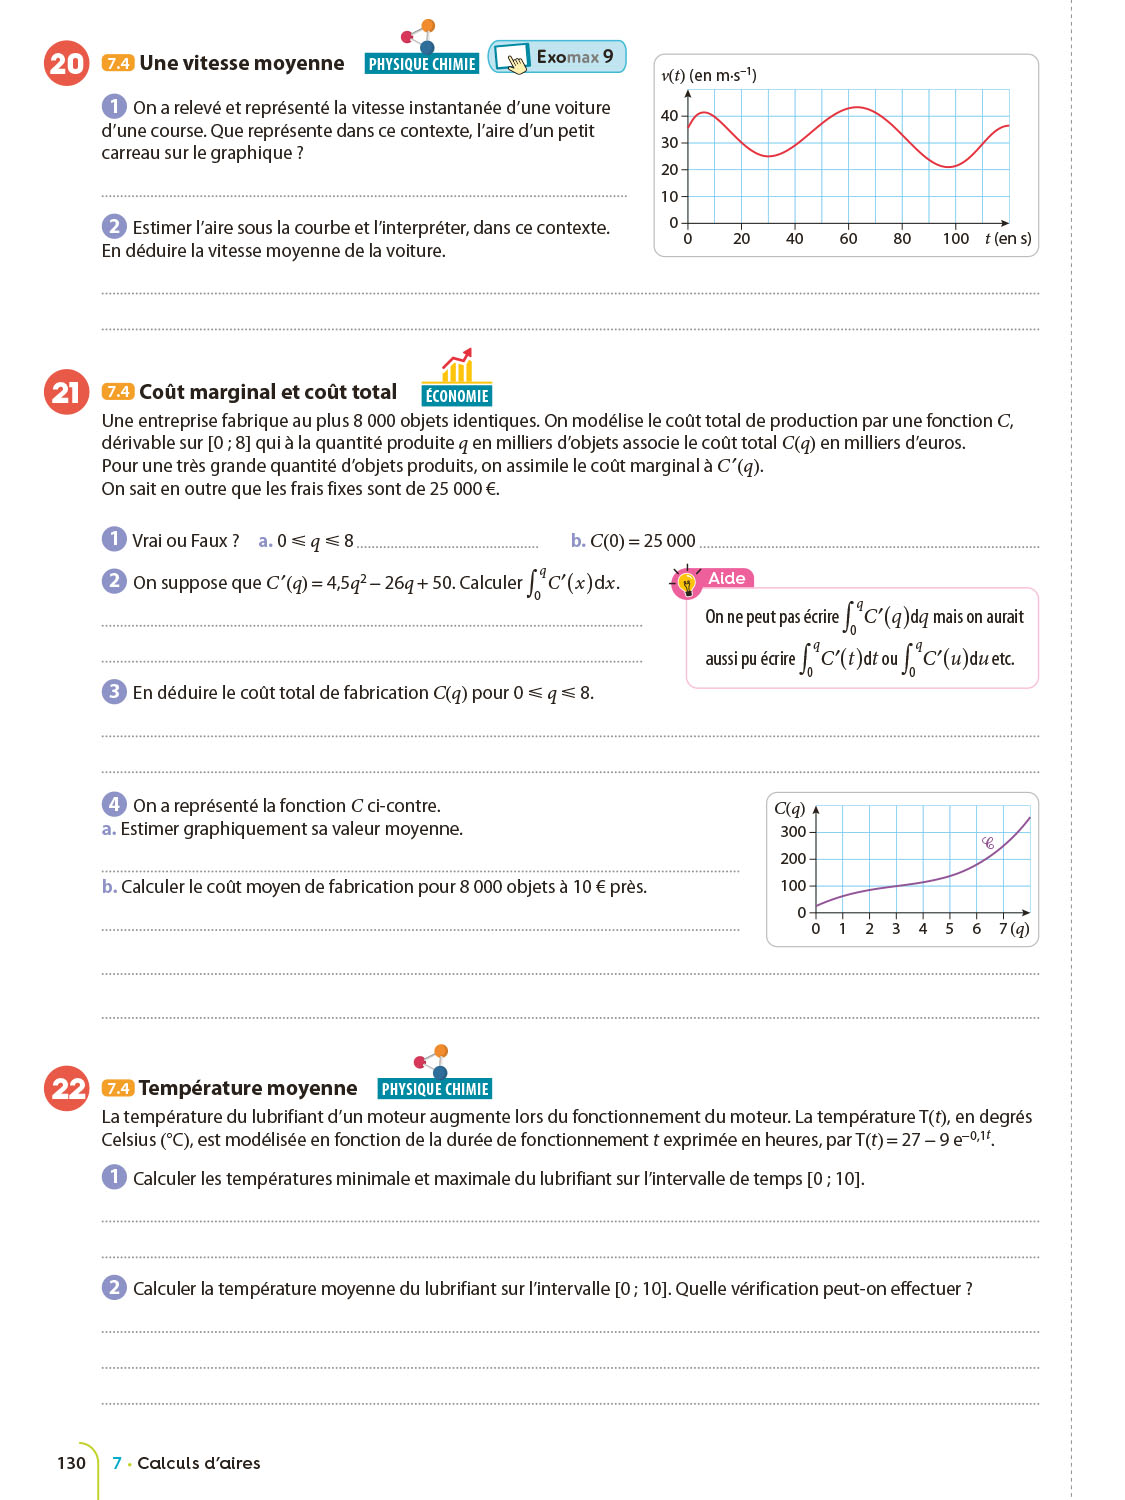 20 7.4 Une vitesse moyenne PHYSIQUE CHIMIE Exomax 9
1 On a relevé et représenté la vitesse instantanée d’une voiture
d’une course. Que représente dans ce contexte, l’aire d’un petit
carreau sur le graphique ?
2 Estimer l’aire sous la courbe et l’interpréter, dans ce contexte.
En déduire la vitesse moyenne de la voiture.
v(t) (en m·s⁻¹)
40
30
20
10
0
0 20 40 60 80 100 t (en s)
21 7.4 Coût marginal et coût total ÉCONOMIE
Une entreprise fabrique au plus 8 000 objets identiques. On modélise le coût total de production par une fonction C,
dérivable sur [0 ; 8] qui à la quantité produite q en milliers d’objets associe le coût total C(q) en milliers d’euros.
Pour une très grande quantité d’objets produits, on assimile le coût marginal à C′(q).
On sait en outre que les frais fixes sont de 25 000 €.
1 Vrai ou Faux ? a. 0 ⩽ q ⩽ 8 b. C(0) = 25 000
2 On suppose que C′(q) = 4,5q² – 26q + 50. Calculer ∫₀^q C′(x)dx.
Aide
On ne peut pas écrire ∫₀^q C′(q)dq mais on aurait
aussi pu écrire ∫₀^q C′(t)dt ou ∫₀^q C′(u)du etc.
3 En déduire le coût total de fabrication C(q) pour 0 ⩽ q ⩽ 8.
4 On a représenté la fonction C ci-contre.
a. Estimer graphiquement sa valeur moyenne.
b. Calculer le coût moyen de fabrication pour 8 000 objets à 10 € près.
C(q)
300
200
100
0
𝒞
0 1 2 3 4 5 6 7 (q)
22 7.4 Température moyenne PHYSIQUE CHIMIE
La température du lubrifiant d’un moteur augmente lors du fonctionnement du moteur. La température T(t), en degrés
Celsius (°C), est modélisée en fonction de la durée de fonctionnement t exprimée en heures, par T(t) = 27 – 9 e^–0,1t.
1 Calculer les températures minimale et maximale du lubrifiant sur l’intervalle de temps [0 ; 10].
2 Calculer la température moyenne du lubrifiant sur l’intervalle [0 ; 10]. Quelle vérification peut-on effectuer ?
130 7 · Calculs d’aires